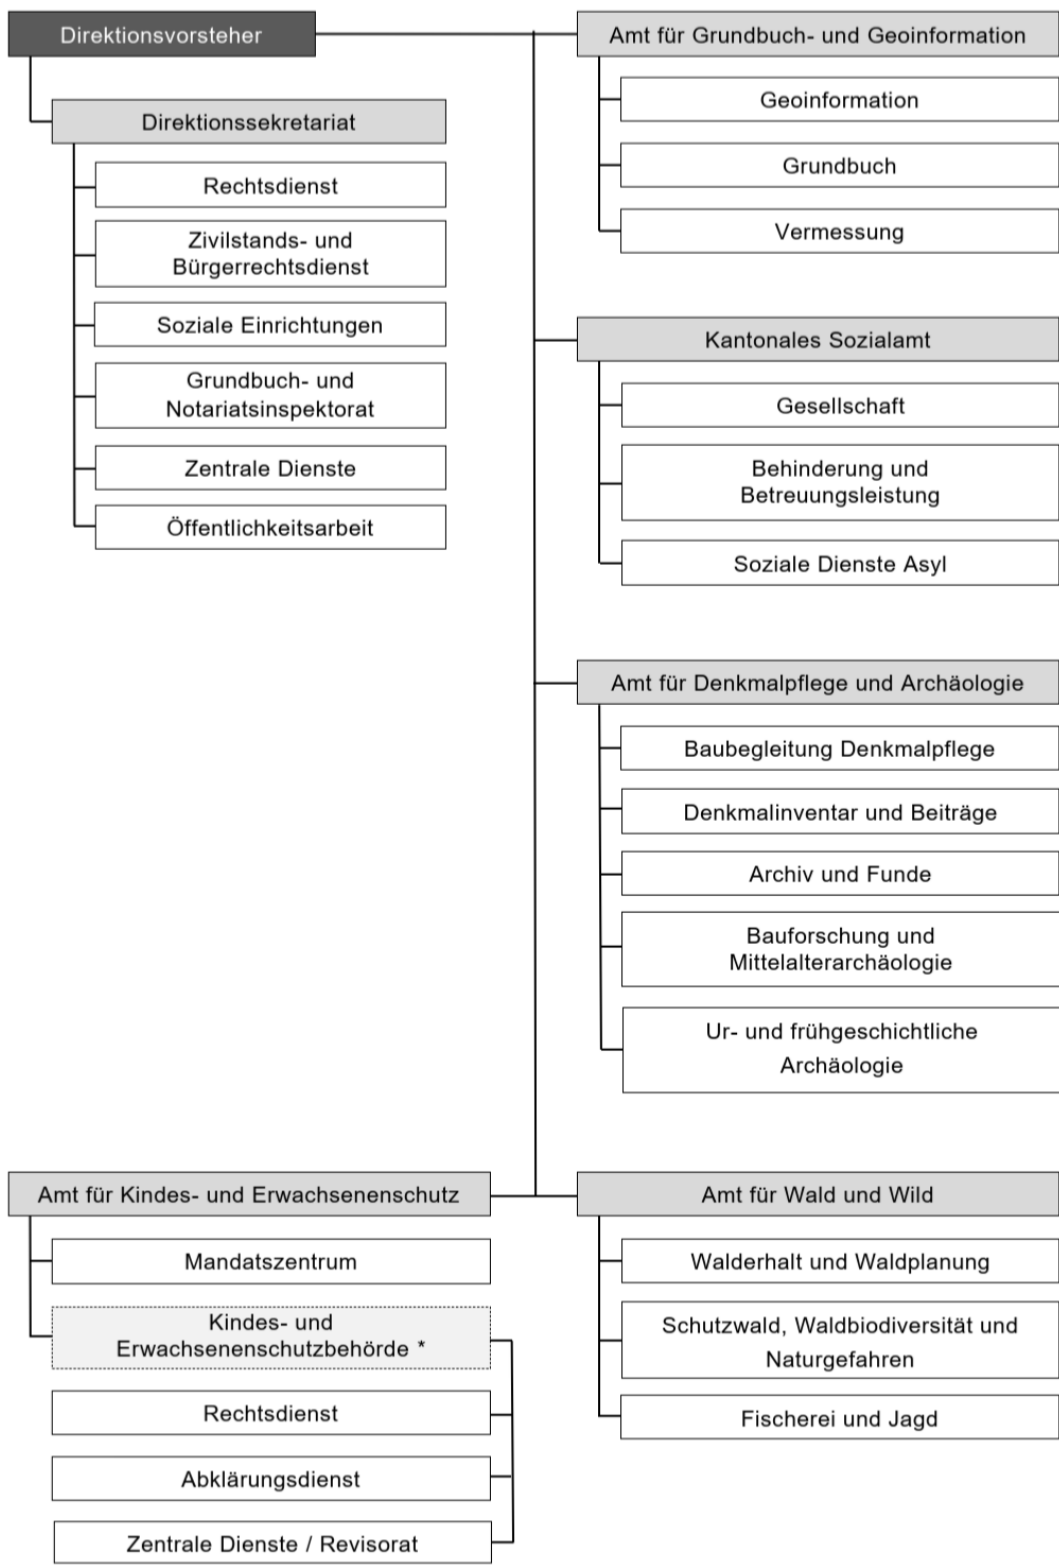 Direktionsvorsteher
Direktionssekretariat
Rechtsdienst
Zivilstands- und
Bürgerrechtsdienst
Soziale Einrichtungen
Grundbuch- und
Notariatsinspektorat
Zentrale Dienste
Öffentlichkeitsarbeit
Amt für Grundbuch- und Geoinformation
Geoinformation
Grundbuch
Vermessung
Kantonales Sozialamt
Gesellschaft
Behinderung und
Betreuungsleistung
Soziale Dienste Asyl
Amt für Denkmalpflege und Archäologie
Baubegleitung Denkmalpflege
Denkmalinventar und Beiträge
Archiv und Funde
Bauforschung und
Mittelalterarchäologie
Ur- und frühgeschichtliche
Archäologie
Amt für Kindes- und Erwachsenenschutz
Mandatszentrum
Kindes- und
Erwachsenenschutzbehörde *
Rechtsdienst
Abklärungsdienst
Zentrale Dienste / Revisorat
Amt für Wald und Wild
Walderhalt und Waldplanung
Schutzwald, Waldbiodiversität und
Naturgefahren
Fischerei und Jagd